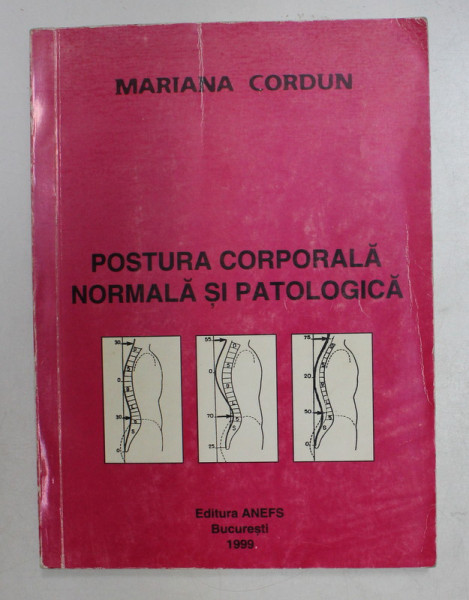 MARIANA CORDUN
POSTURA CORPORALĂ
NORMALĂ ȘI PATOLOGICĂ
Editura ANEFS
București
1999